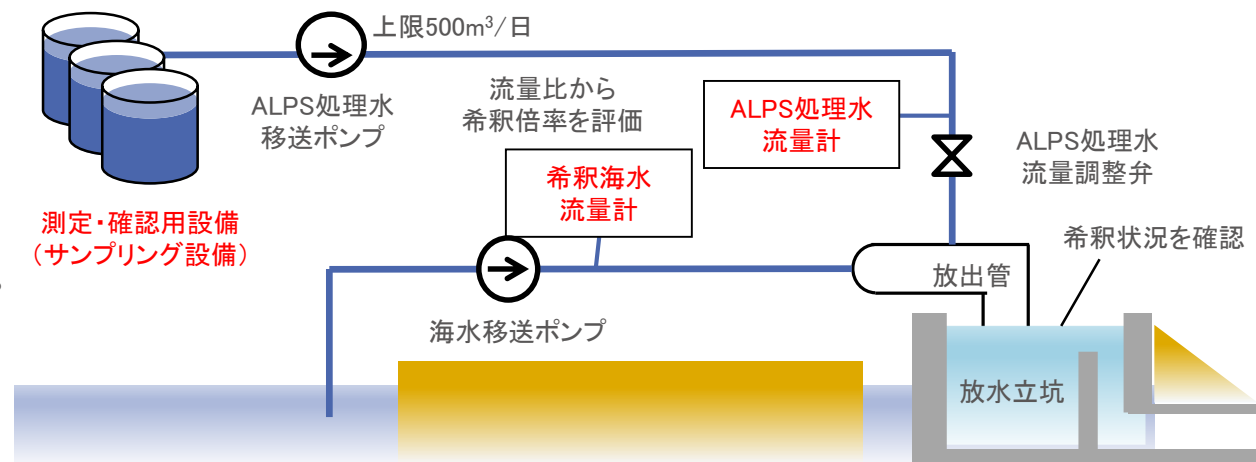 上限500m³/日
ALPS処理水
移送ポンプ
流量比から
希釈倍率を評価
ALPS処理水
流量計
ALPS処理水
流量調整弁
希釈海水
流量計
測定・確認用設備
（サンプリング設備）
希釈状況を確認
放出管
海水移送ポンプ
放水立坑